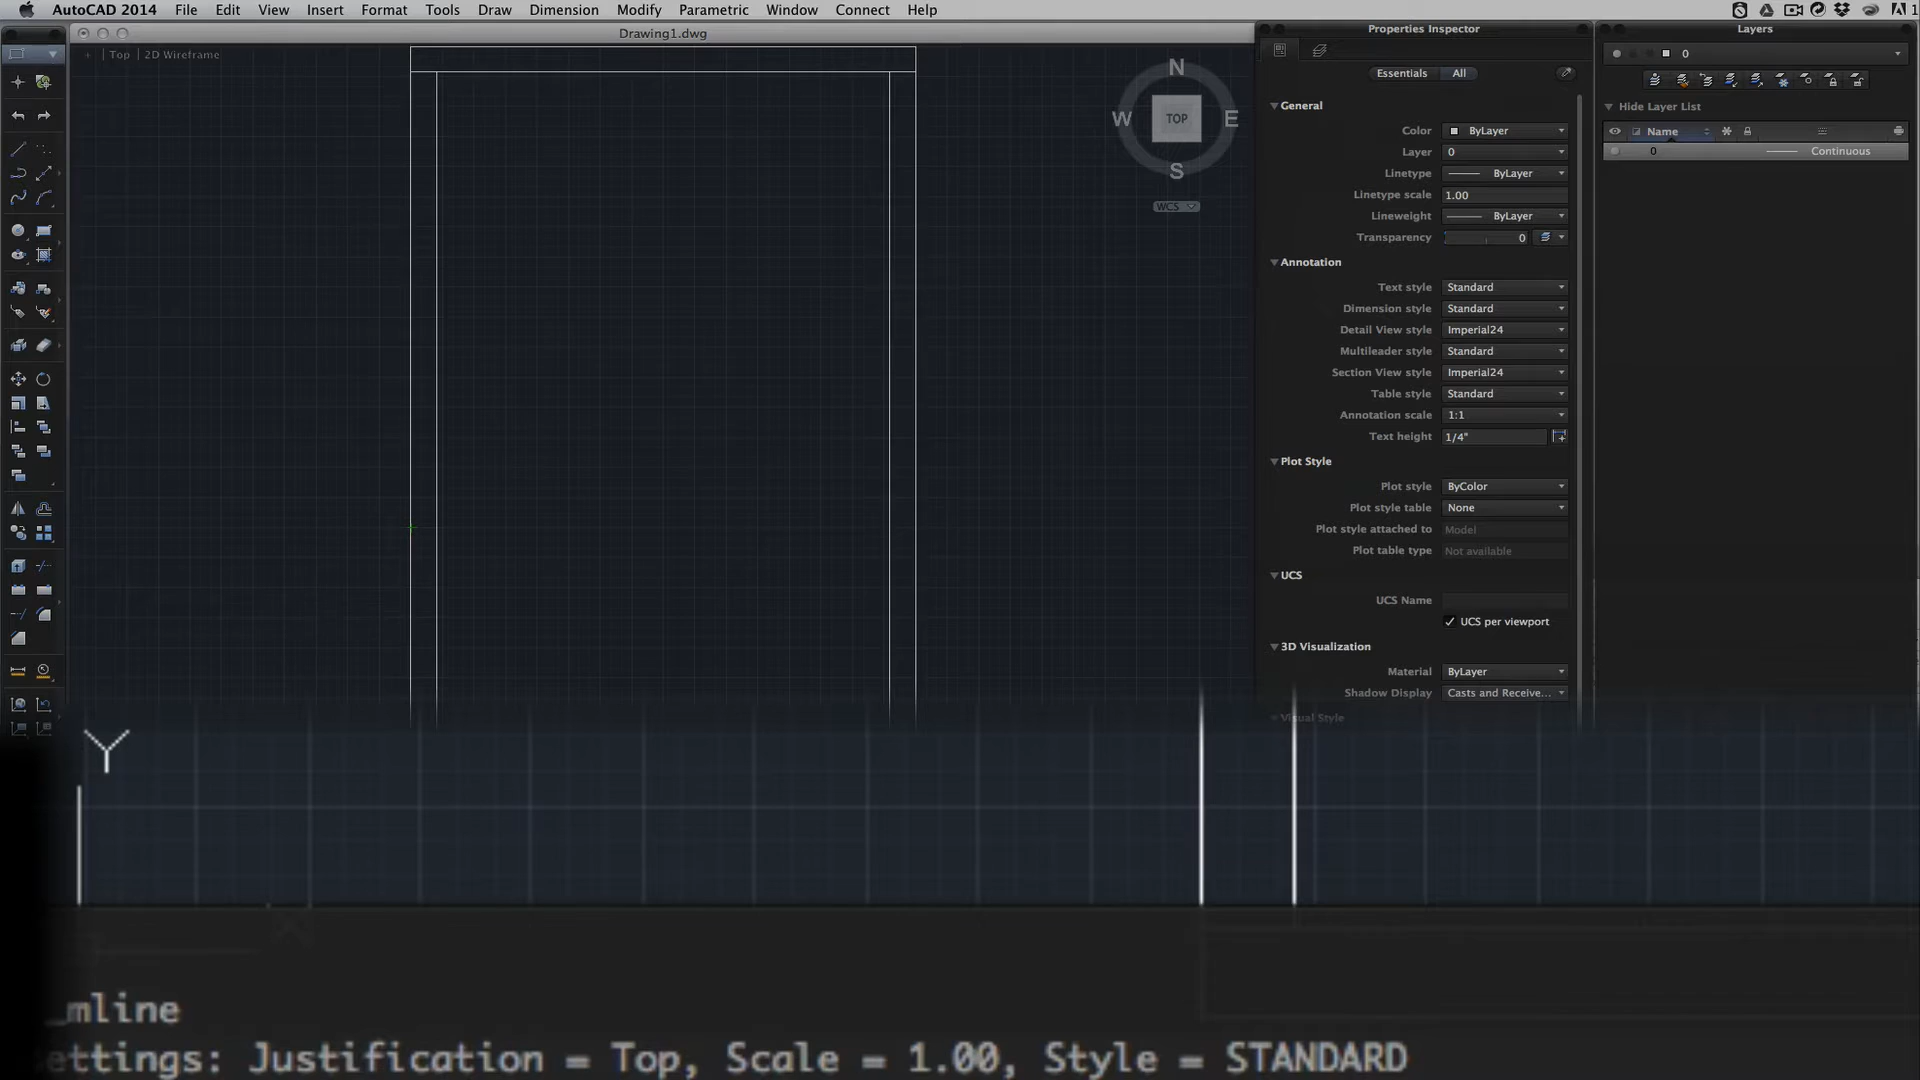 AutoCAD 2014 File Edit View Insert Format Tools Draw Dimension Modify Parametric Window Connect Help
Drawing1.dwg
Top 2D Wireframe
N
W TOP E
S
WCS
Properties Inspector
Essentials All
General
Color ByLayer
Layer 0
Linetype ByLayer
Linetype scale 1.00
Lineweight ByLayer
Transparency 0
Annotation
Text style Standard
Dimension style Standard
Detail View style Imperial24
Multileader style Standard
Section View style Imperial24
Table style Standard
Annotation scale 1:1
Text height 1/4"
Plot Style
Plot style ByColor
Plot style table None
Plot style attached to Model
Plot table type Not available
UCS
UCS Name
UCS per viewport
3D Visualization
Material ByLayer
Shadow Display Casts and Receive...
Visual Style
Layers
0
Hide Layer List
Name
0 Continuous
Y
_mline
ettings: Justification = Top, Scale = 1.00, Style = STANDARD